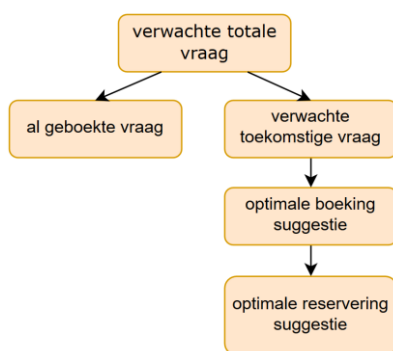 verwachte totale
vraag
al geboekte vraag
verwachte
toekomstige vraag
optimale boeking
suggestie
optimale reservering
suggestie